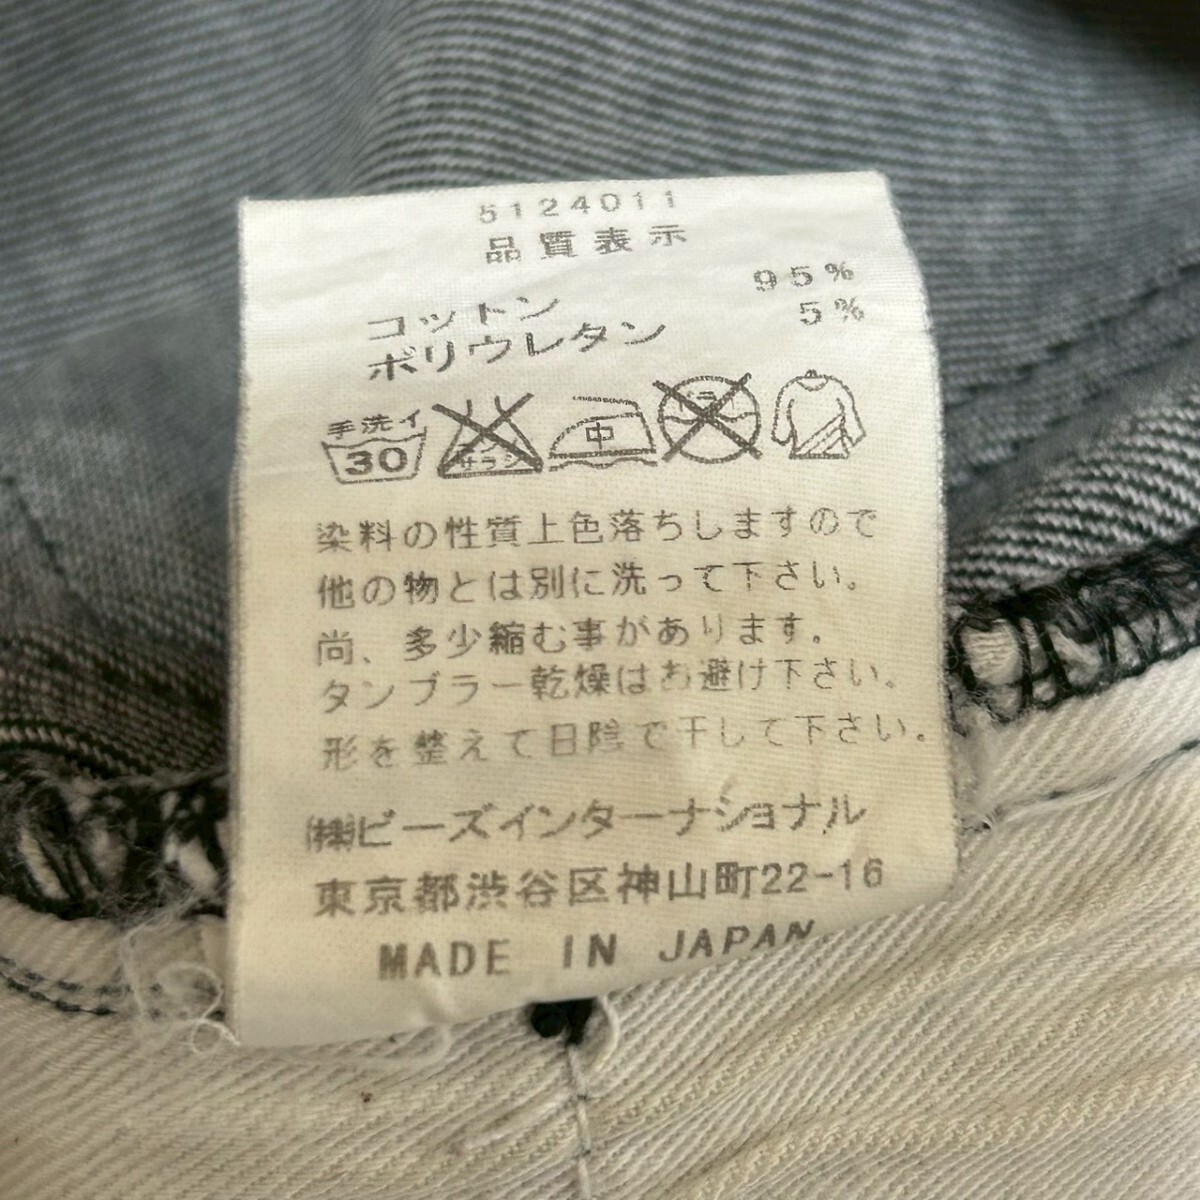 5124011
品質表示
コットン 95%
ポリウレタン 5%
手洗イ 30 サラシ 中 ドライ
染料の性質上色落ちしますので
他の物とは別に洗って下さい。
尚、多少縮む事があります。
タンブラー乾燥はお避け下さい。
形を整えて日陰で干して下さい。
㈱ビーズインターナショナル
東京都渋谷区神山町22-16
MADE IN JAPAN